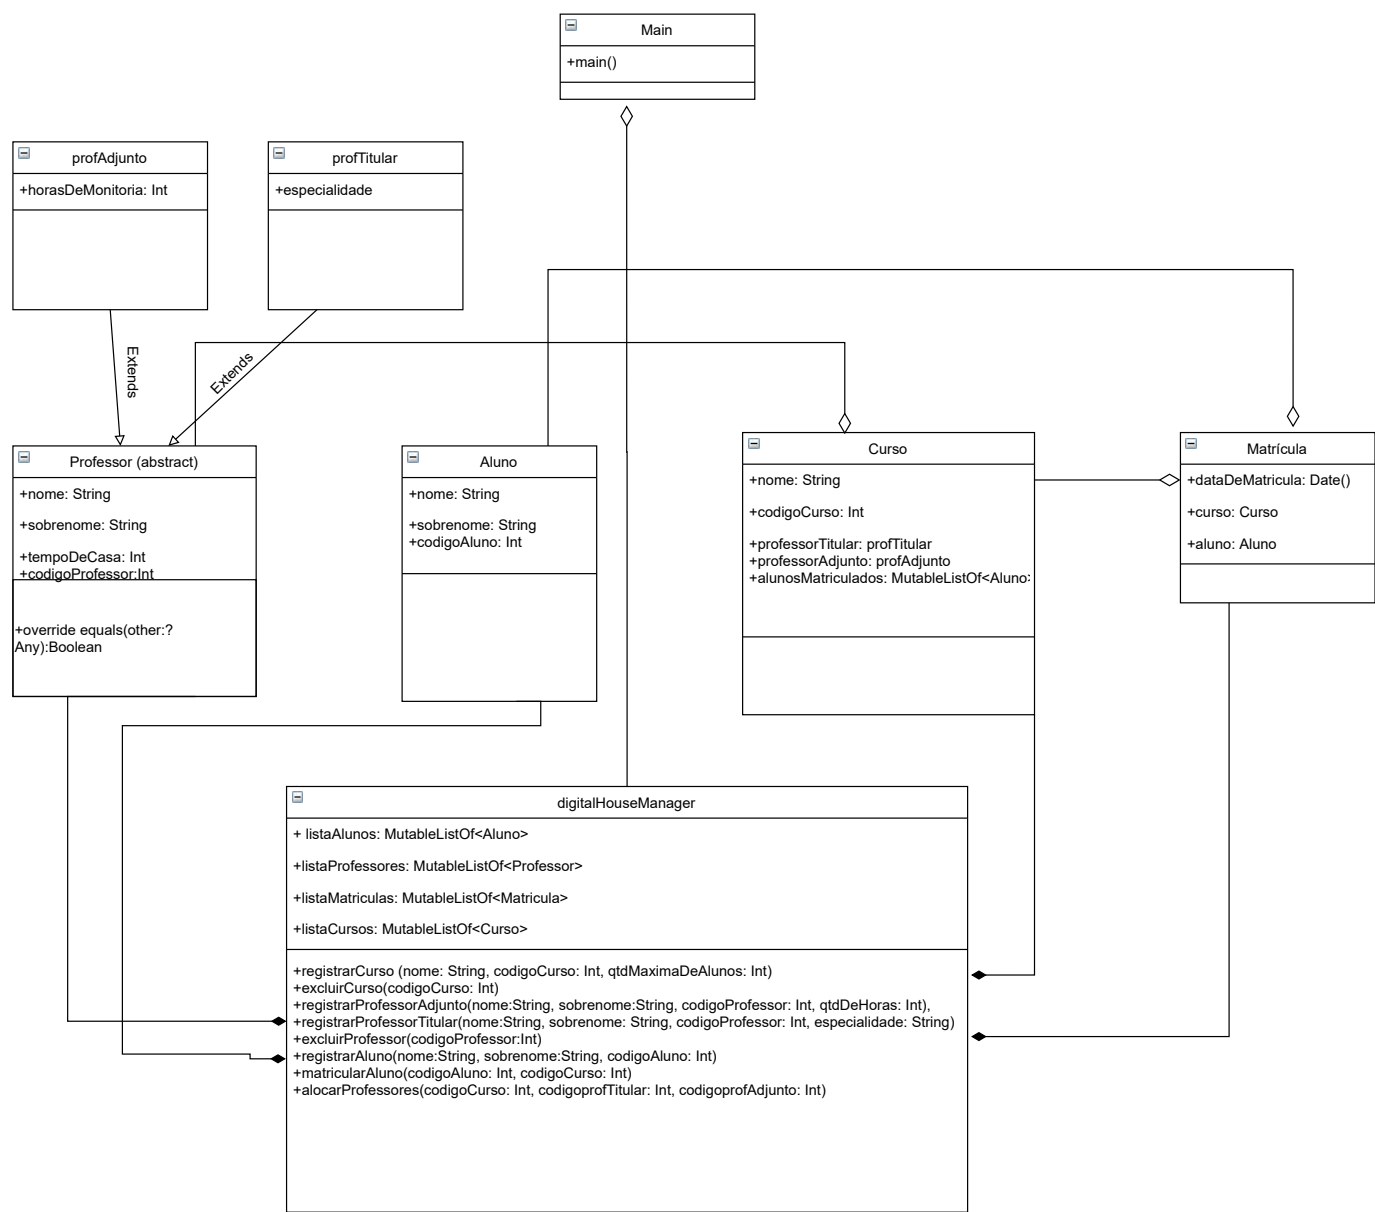 Main
+main()
profAdjunto
+horasDeMonitoria: Int
profTitular
+especialidade
Extends
Extends
Professor (abstract)
+nome: String
+sobrenome: String
+tempoDeCasa: Int
+codigoProfessor:Int
+override equals(other:?
Any):Boolean
Aluno
+nome: String
+sobrenome: String
+codigoAluno: Int
Curso
+nome: String
+codigoCurso: Int
+professorTitular: profTitular
+professorAdjunto: profAdjunto
+alunosMatriculados: MutableListOf<Aluno
Matrícula
+dataDeMatricula: Date()
+curso: Curso
+aluno: Aluno
digitalHouseManager
+ listaAlunos: MutableListOf<Aluno>
+listaProfessores: MutableListOf<Professor>
+listaMatriculas: MutableListOf<Matricula>
+listaCursos: MutableListOf<Curso>
+registrarCurso (nome: String, codigoCurso: Int, qtdMaximaDeAlunos: Int)
+excluirCurso(codigoCurso: Int)
+registrarProfessorAdjunto(nome:String, sobrenome:String, codigoProfessor: Int, qtdDeHoras: Int),
+registrarProfessorTitular(nome:String, sobrenome: String, codigoProfessor: Int, especialidade: String)
+excluirProfessor(codigoProfessor:Int)
+registrarAluno(nome:String, sobrenome:String, codigoAluno: Int)
+matricularAluno(codigoAluno: Int, codigoCurso: Int)
+alocarProfessores(codigoCurso: Int, codigoprofTitular: Int, codigoprofAdjunto: Int)